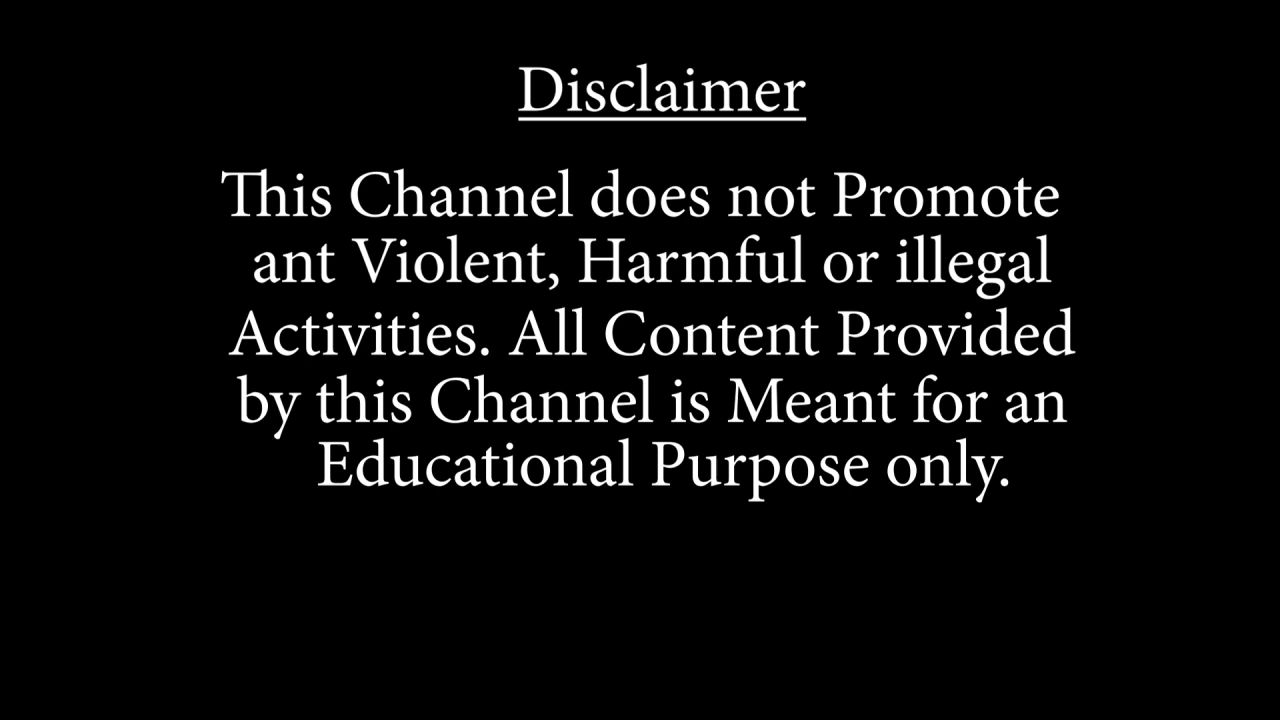 Disclaimer
This Channel does not Promote
ant Violent, Harmful or illegal
Activities. All Content Provided
by this Channel is Meant for an
Educational Purpose only.